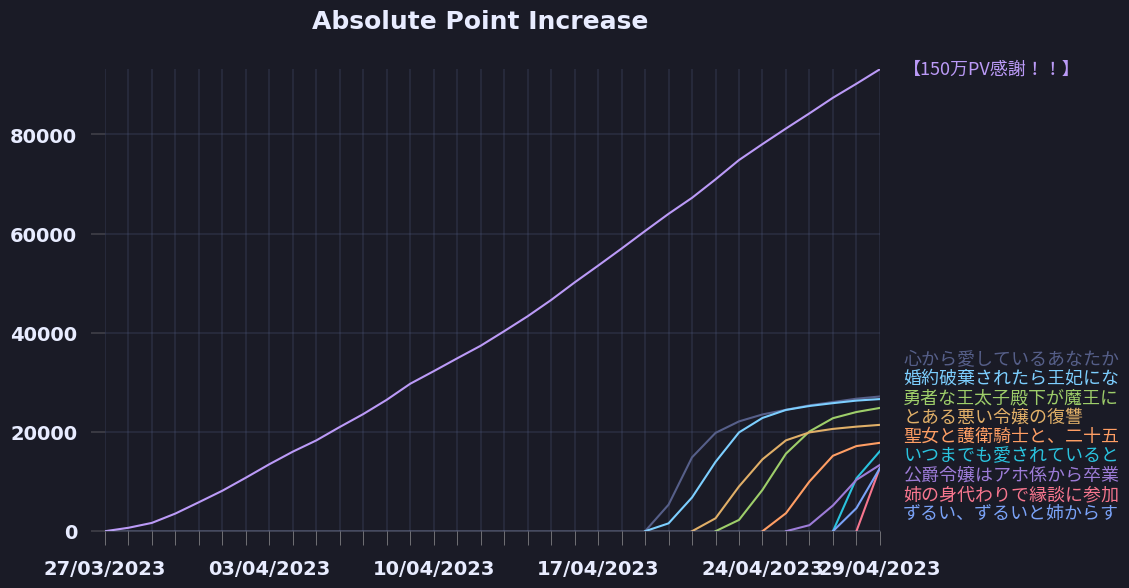 Absolute Point Increase
【150万PV感謝！！】
80000
60000
40000
20000
0
心から愛しているあなたか
婚約破棄されたら王妃にな
勇者な王太子殿下が魔王に
とある悪い令嬢の復讐
聖女と護衛騎士と、二十五
いつまでも愛されていると
公爵令嬢はアホ係から卒業
姉の身代わりで縁談に参加
ずるい、ずるいと姉からす
27/03/2023
03/04/2023
10/04/2023
17/04/2023
24/04/2023
29/04/2023